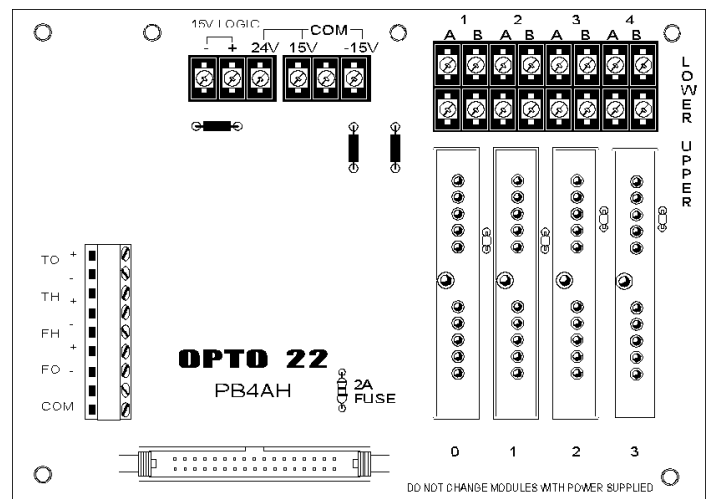 15V LOGIC
COM
- + 24V 15V -15V
1 2 3 4
A B A B A B A B
LOWER UPPER
TO +
-
TH +
-
FH +
FO -
COM
OPTO 22
PB4AH
2A
FUSE
0 1 2 3
DO NOT CHANGE MODULES WITH POWER SUPPLIED